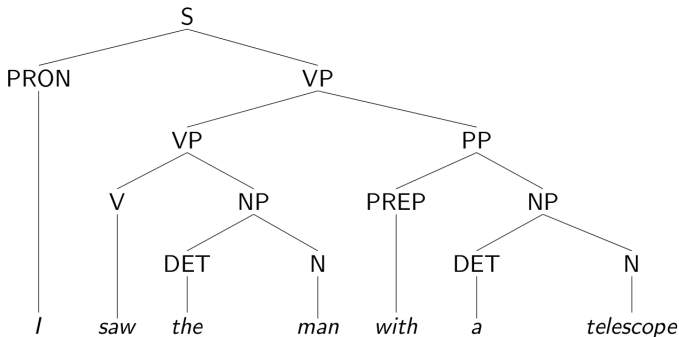 S
PRON VP
VP PP
V NP PREP NP
DET N DET N
I saw the man with a telescope